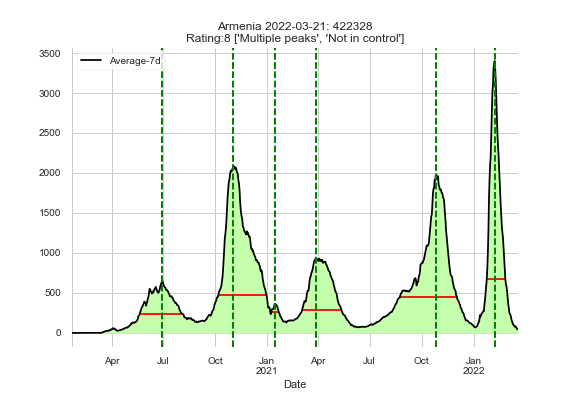 Armenia 2022-03-21: 422328
Rating:8 ['Multiple peaks', 'Not in control']
3500
3000
2500
2000
1500
1000
500
0
Average-7d
Apr
Jul
Oct
Jan
2021
Apr
Jul
Oct
Jan
2022
Date